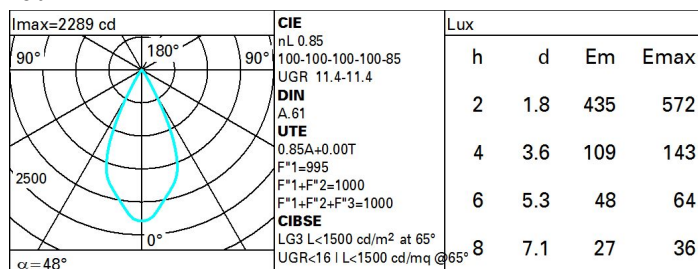 Imax=2289 cd
90°
180°
90°
2500
0°
α=48°
CIE
nL 0.85
100-100-100-100-85
UGR 11.4-11.4
DIN
A.61
UTE
0.85A+0.00T
F"1=995
F"1+F"2=1000
F"1+F"2+F"3=1000
CIBSE
LG3 L<1500 cd/m² at 65°
UGR<16 | L<1500 cd/mq @65°
Lux
h d Em Emax
2 1.8 435 572
4 3.6 109 143
6 5.3 48 64
8 7.1 27 36